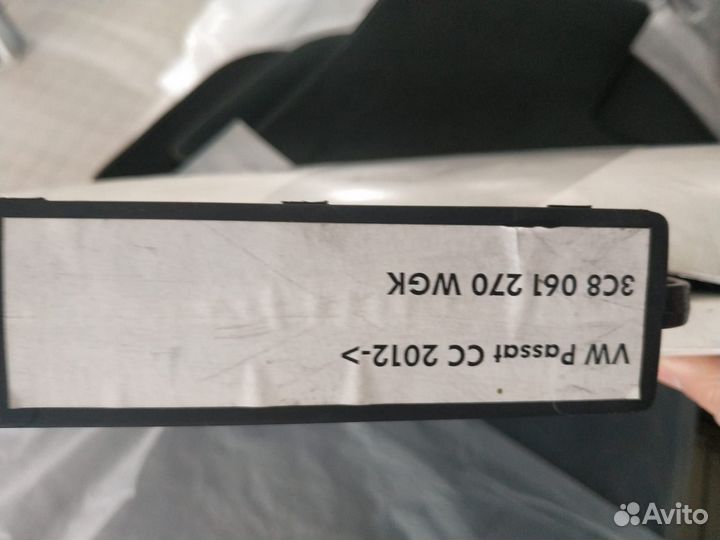 VW Passat CC 2012->
3C8 061 270 WGK
Avito